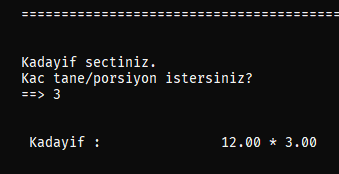 ========================================
Kadayif sectiniz.
Kac tane/porsiyon istersiniz?
==> 3
Kadayif :               12.00 * 3.00